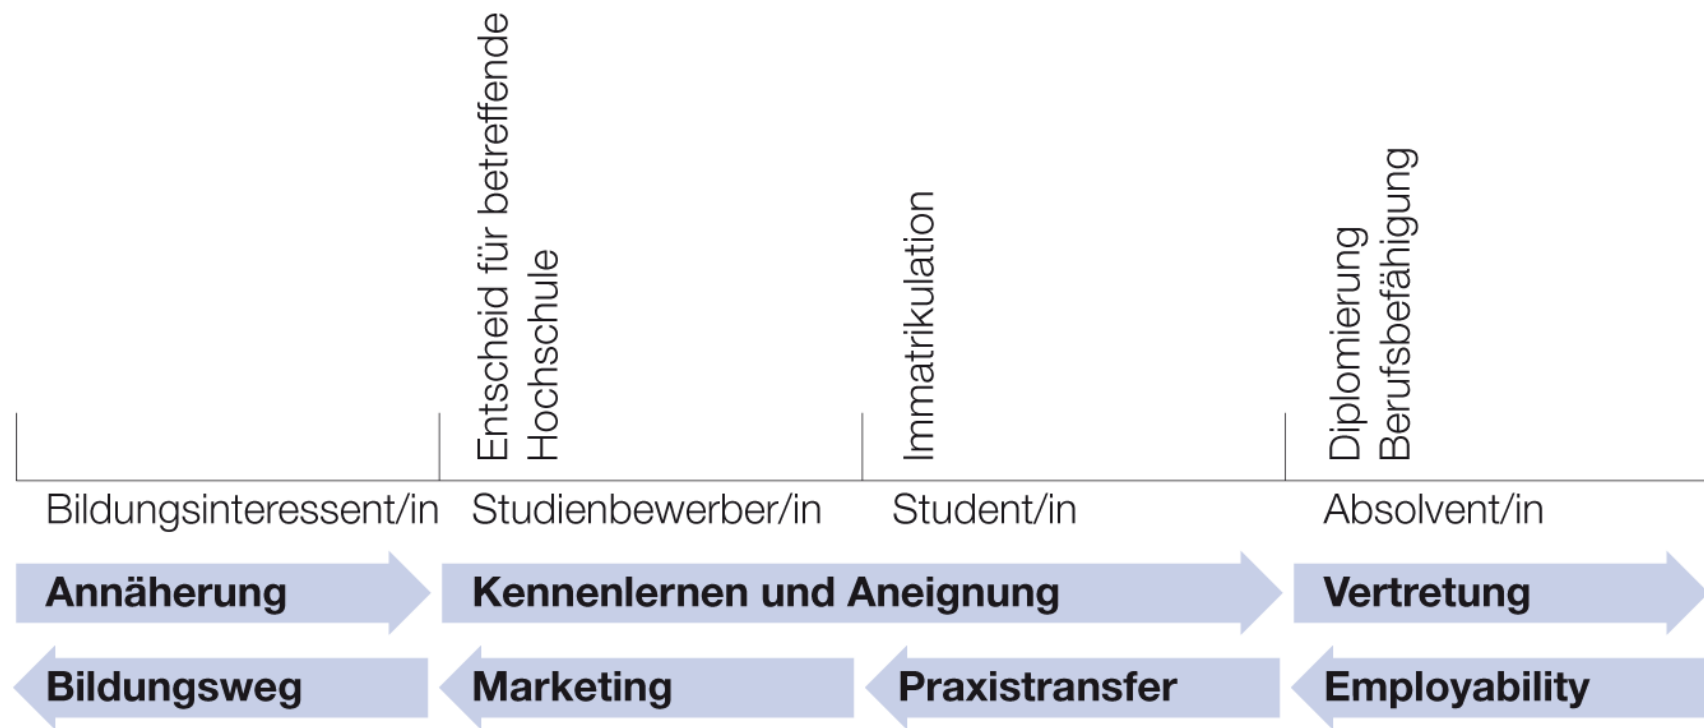 Entscheid für betreffende
Hochschule
Immatrikulation
Diplomierung
Berufsbefähigung
Bildungsinteressent/in
Studienbewerber/in
Student/in
Absolvent/in
Annäherung
Kennenlernen und Aneignung
Vertretung
Bildungsweg
Marketing
Praxistransfer
Employability